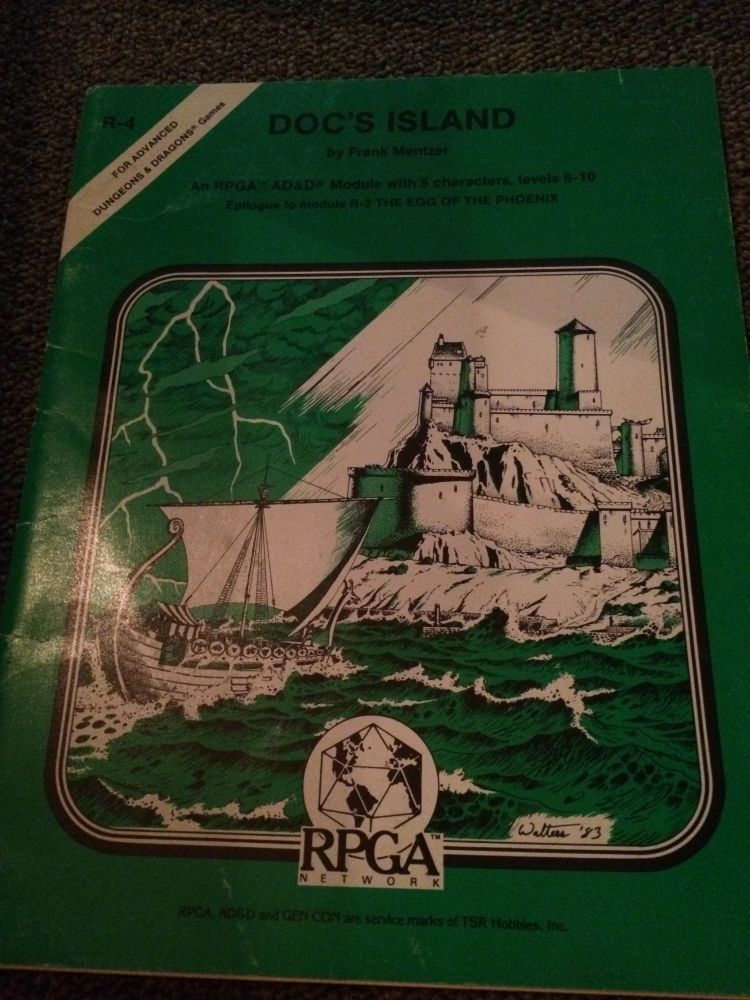 R-4
FOR ADVANCED
DUNGEONS & DRAGONS® Games
DOC'S ISLAND
by Frank Mentzer
An RPGA™ AD&D® Module with 5 characters, levels 6-10
Epilogue to module R-3 THE EGG OF THE PHOENIX
Walters '83
RPGA™
NETWORK
RPGA, AD&D and GEN CON are service marks of TSR Hobbies, Inc.